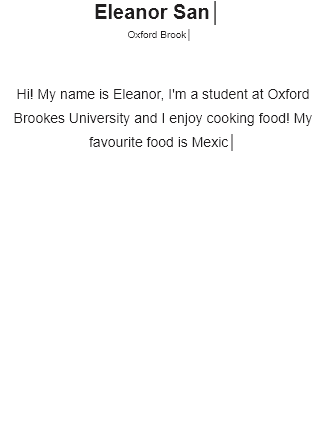 Eleanor San
Oxford Brook
Hi! My name is Eleanor, I'm a student at Oxford
Brookes University and I enjoy cooking food! My
favourite food is Mexic